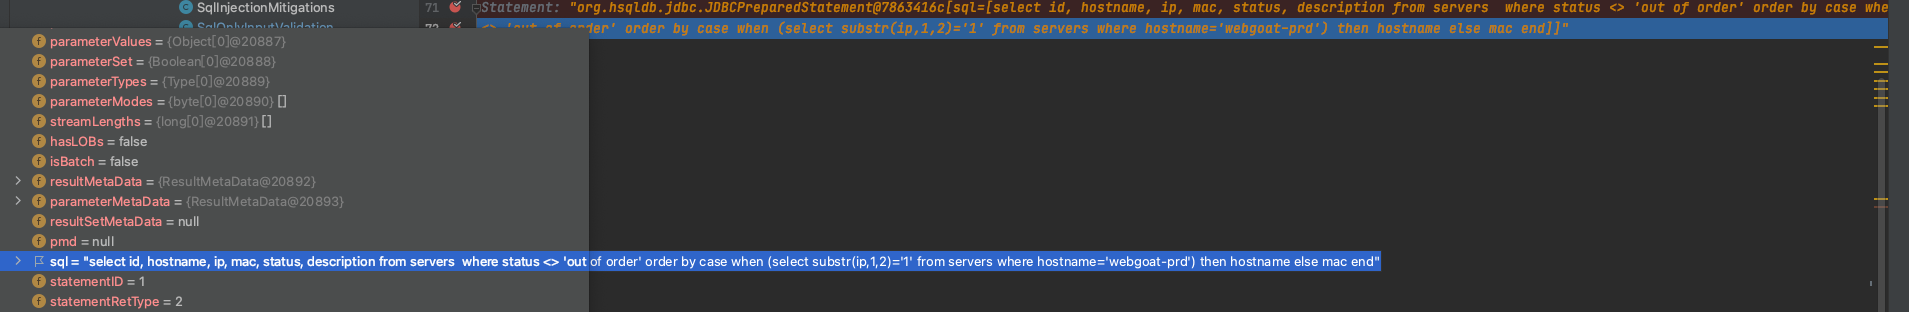 SqlInjectionMitigations
71
Statement: "org.hsqldb.jdbc.JDBCPreparedStatement@7863416c[sql=[select id, hostname, ip, mac, status, description from servers  where status <> 'out of order' order by case whe
<> 'out of order' order by case when (select substr(ip,1,2)='1' from servers where hostname='webgoat-prd') then hostname else mac end]]"
parameterValues = {Object[0]@20887}
parameterSet = {Boolean[0]@20888}
parameterTypes = {Type[0]@20889}
parameterModes = {byte[0]@20890} []
streamLengths = {long[0]@20891} []
hasLOBs = false
isBatch = false
resultMetaData = {ResultMetaData@20892}
parameterMetaData = {ResultMetaData@20893}
resultSetMetaData = null
pmd = null
sql = "select id, hostname, ip, mac, status, description from servers  where status <> 'out of order' order by case when (select substr(ip,1,2)='1' from servers where hostname='webgoat-prd') then hostname else mac end"
statementID = 1
statementRetType = 2